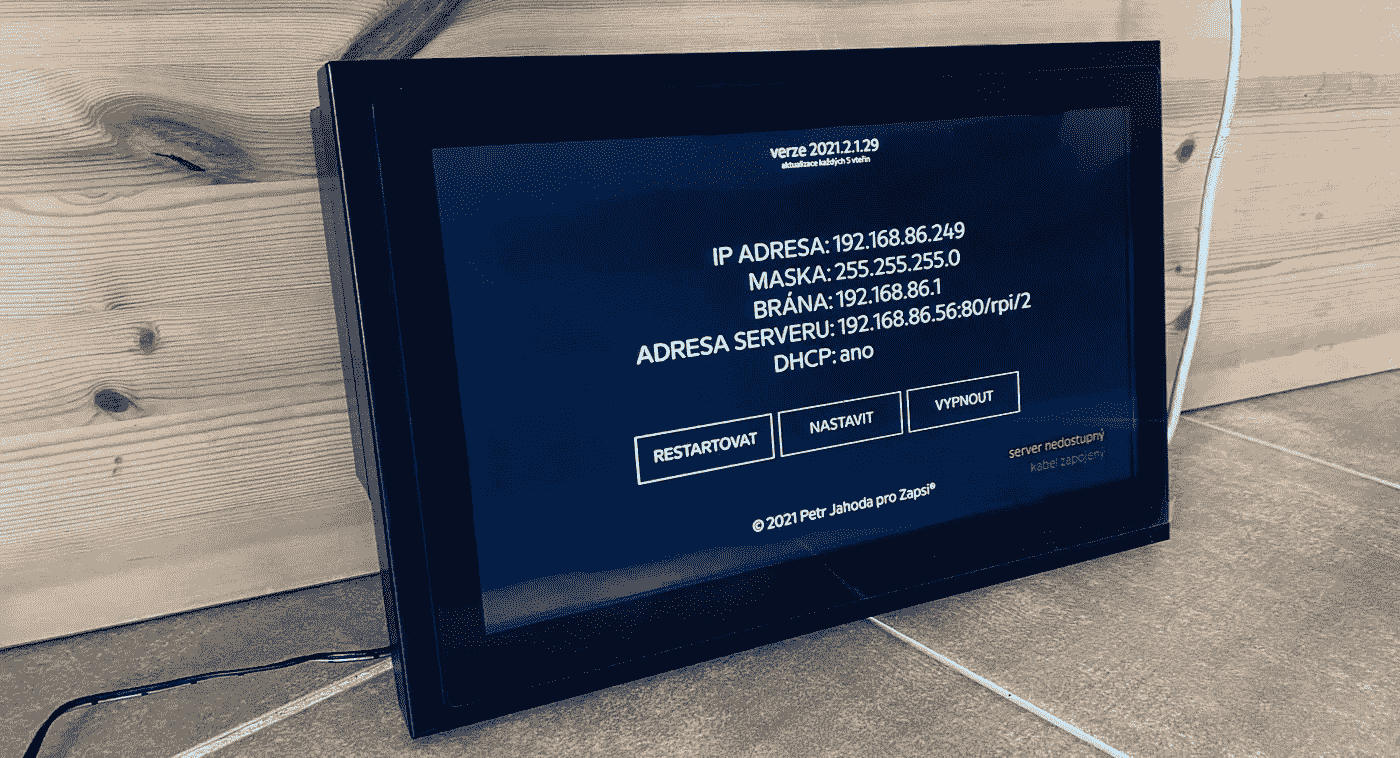 verze 2021.2.1.29
aktualizace každých 5 vteřin
IP ADRESA: 192.168.86.249
MASKA: 255.255.255.0
BRÁNA: 192.168.86.1
ADRESA SERVERU: 192.168.86.56:80/rpi/2
DHCP: ano
RESTARTOVAT NASTAVIT VYPNOUT
server nedostupný
kabel zapojený
© 2021 Petr Jahoda pro Zapsi®